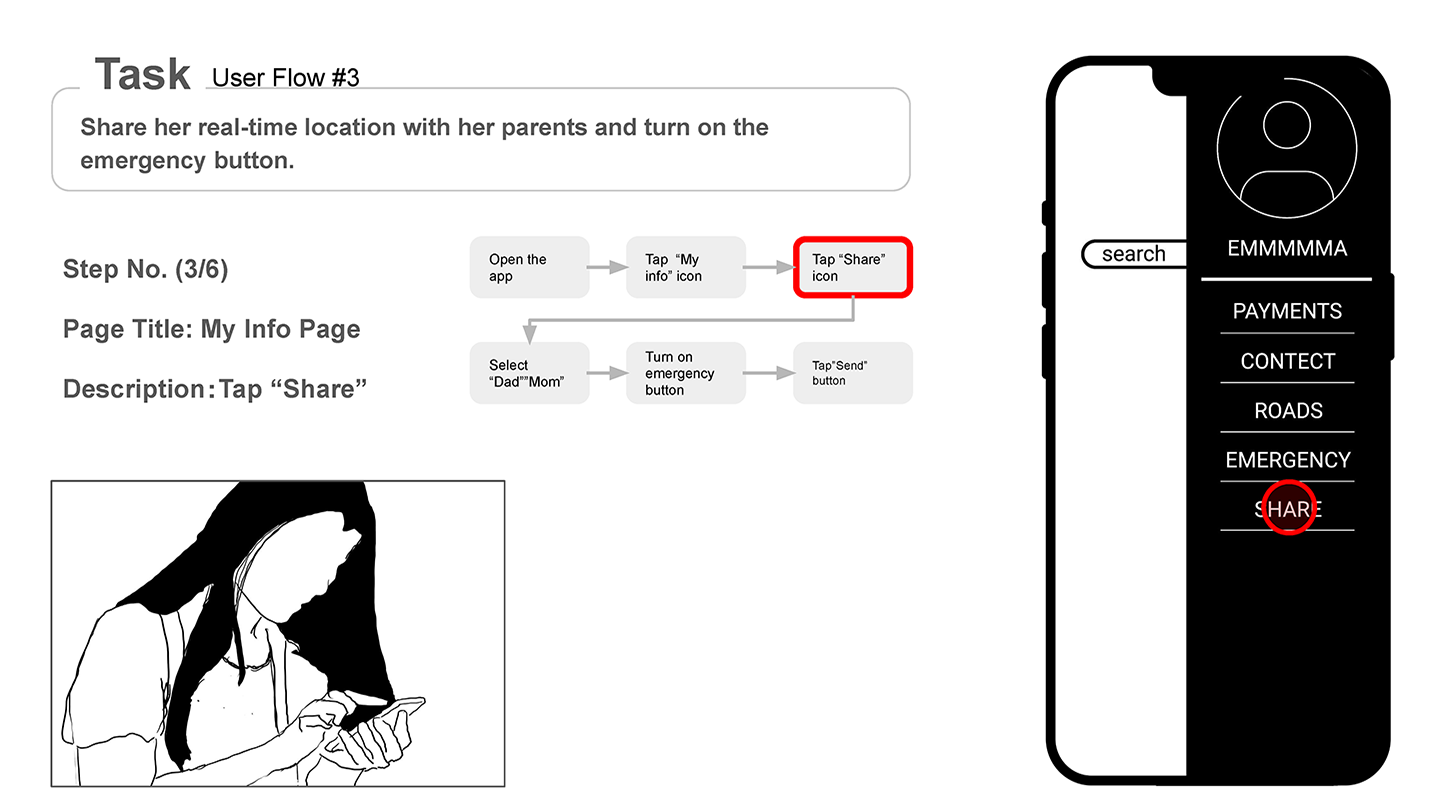 Task User Flow #3
Share her real-time location with her parents and turn on the
emergency button.
Step No. (3/6)
Page Title: My Info Page
Description:Tap “Share”
Open the
app
Tap “My
info” icon
Tap “Share”
icon
Select
“Dad””Mom”
Turn on
emergency
button
Tap”Send”
button
search
EMMMMMA
PAYMENTS
CONTECT
ROADS
EMERGENCY
SHARE